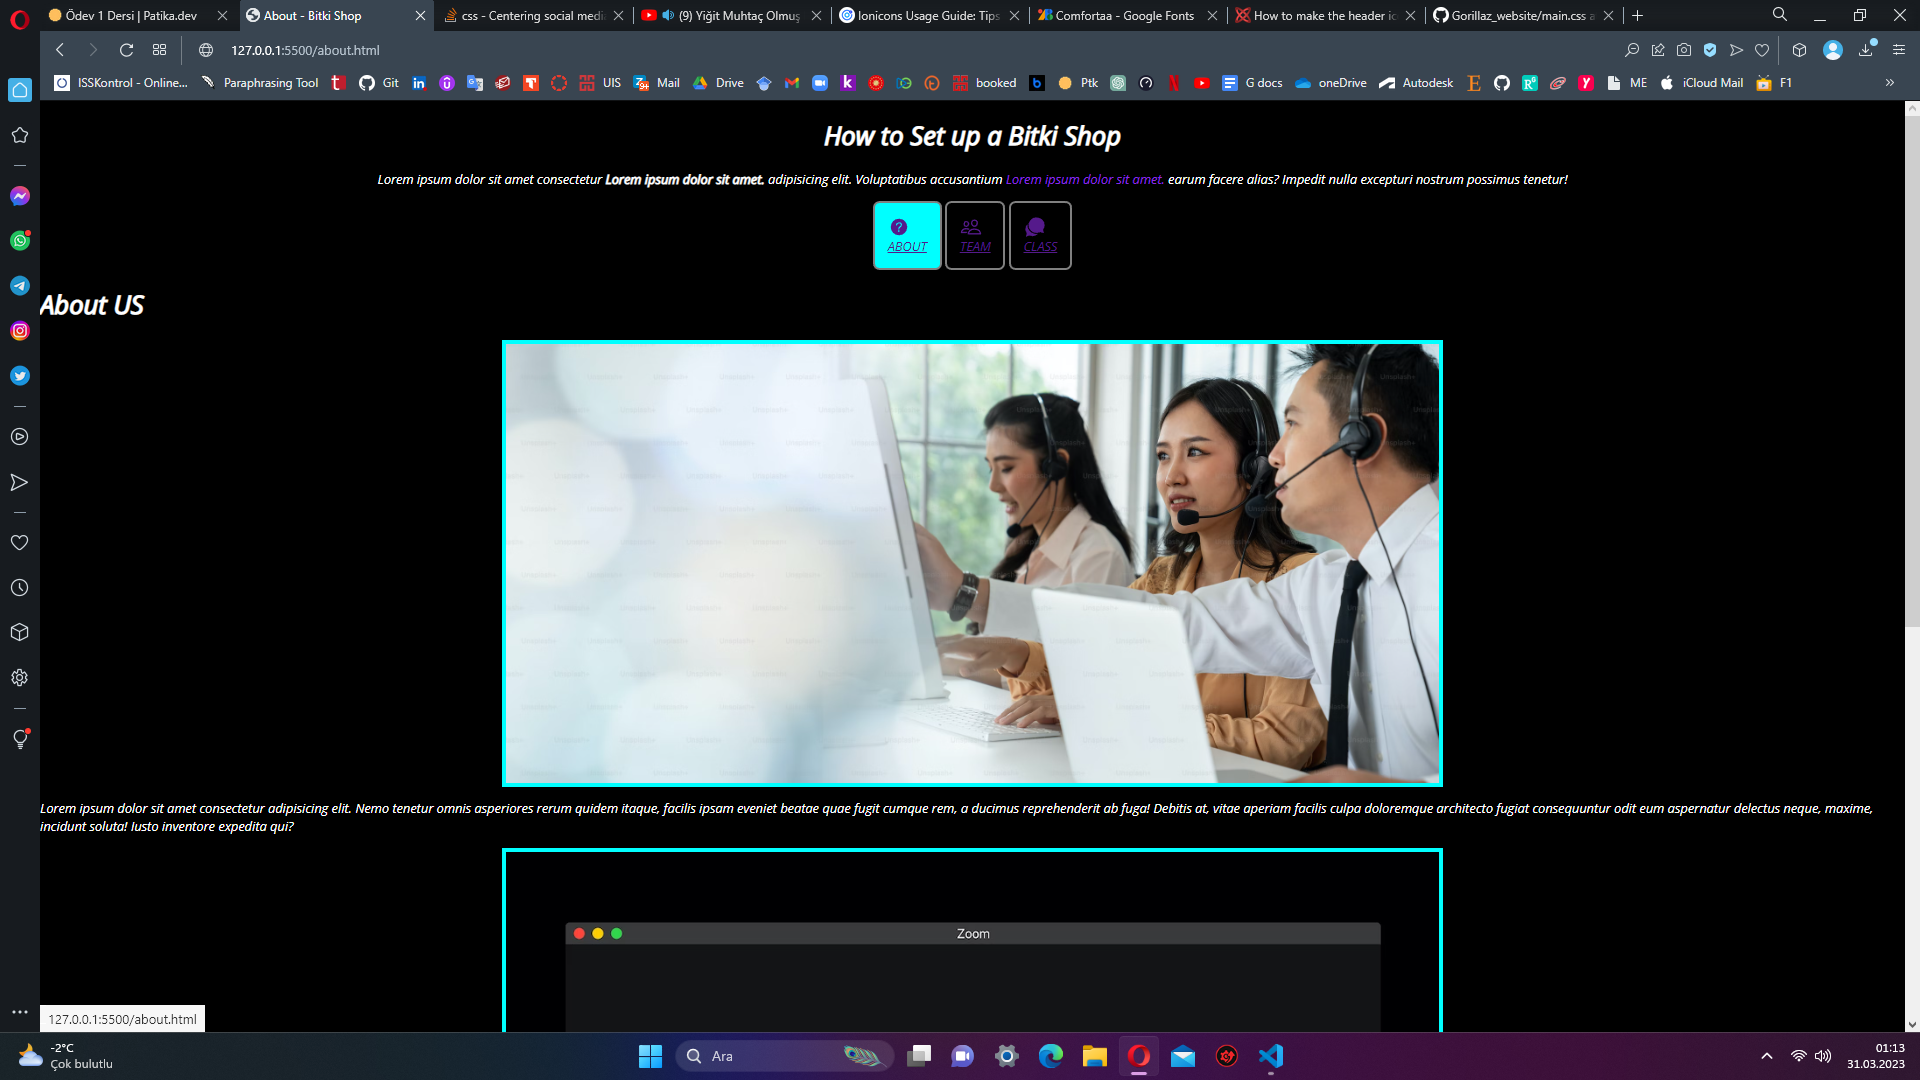 Ödev 1 Dersi | Patika.dev
About - Bitki Shop
css - Centering social media
(9) Yiğit Muhtaç Olmuş
Ionicons Usage Guide: Tips
Comfortaa - Google Fonts
How to make the header ic
Gorillaz_website/main.css a
127.0.0.1:5500/about.html
ISSKontrol - Online...
Paraphrasing Tool
Git
UIS
Mail
Drive
booked
Ptk
G docs
oneDrive
Autodesk
ME
iCloud Mail
F1
How to Set up a Bitki Shop
Lorem ipsum dolor sit amet consectetur Lorem ipsum dolor sit amet. adipisicing elit. Voluptatibus accusantium Lorem ipsum dolor sit amet. earum facere alias? Impedit nulla excepturi nostrum possimus tenetur!
ABOUT
TEAM
CLASS
About US
Lorem ipsum dolor sit amet consectetur adipisicing elit. Nemo tenetur omnis asperiores rerum quidem itaque, facilis ipsam eveniet beatae quae fugit cumque rem, a ducimus reprehenderit ab fuga! Debitis at, vitae aperiam facilis culpa doloremque architecto fugiat consequuntur odit eum aspernatur delectus neque, maxime,
incidunt soluta! Iusto inventore expedita qui?
Zoom
127.0.0.1:5500/about.html
-2°C
Çok bulutlu
Ara
01:13
31.03.2023